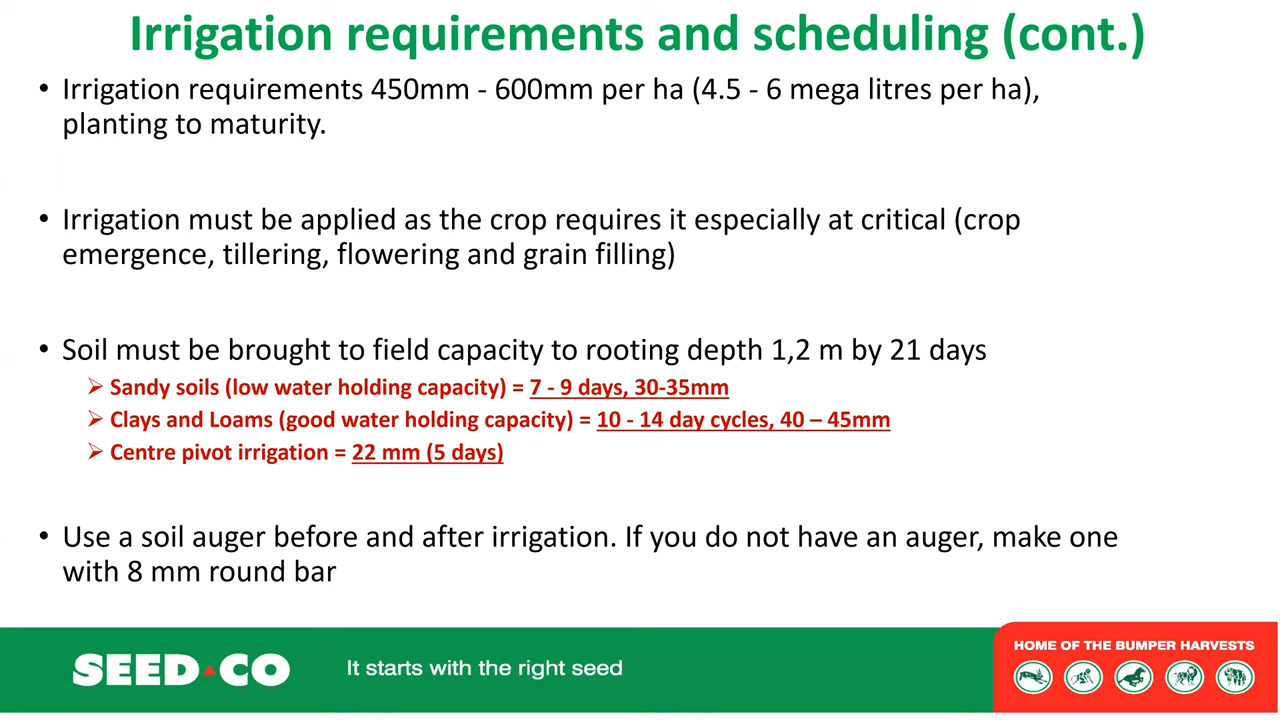 Irrigation requirements and scheduling (cont.)
• Irrigation requirements 450mm - 600mm per ha (4.5 - 6 mega litres per ha),
planting to maturity.
• Irrigation must be applied as the crop requires it especially at critical (crop
emergence, tillering, flowering and grain filling)
• Soil must be brought to field capacity to rooting depth 1,2 m by 21 days
➢ Sandy soils (low water holding capacity) = 7 - 9 days, 30-35mm
➢ Clays and Loams (good water holding capacity) = 10 - 14 day cycles, 40 – 45mm
➢ Centre pivot irrigation = 22 mm (5 days)
• Use a soil auger before and after irrigation. If you do not have an auger, make one
with 8 mm round bar
SEED CO
It starts with the right seed
HOME OF THE BUMPER HARVESTS